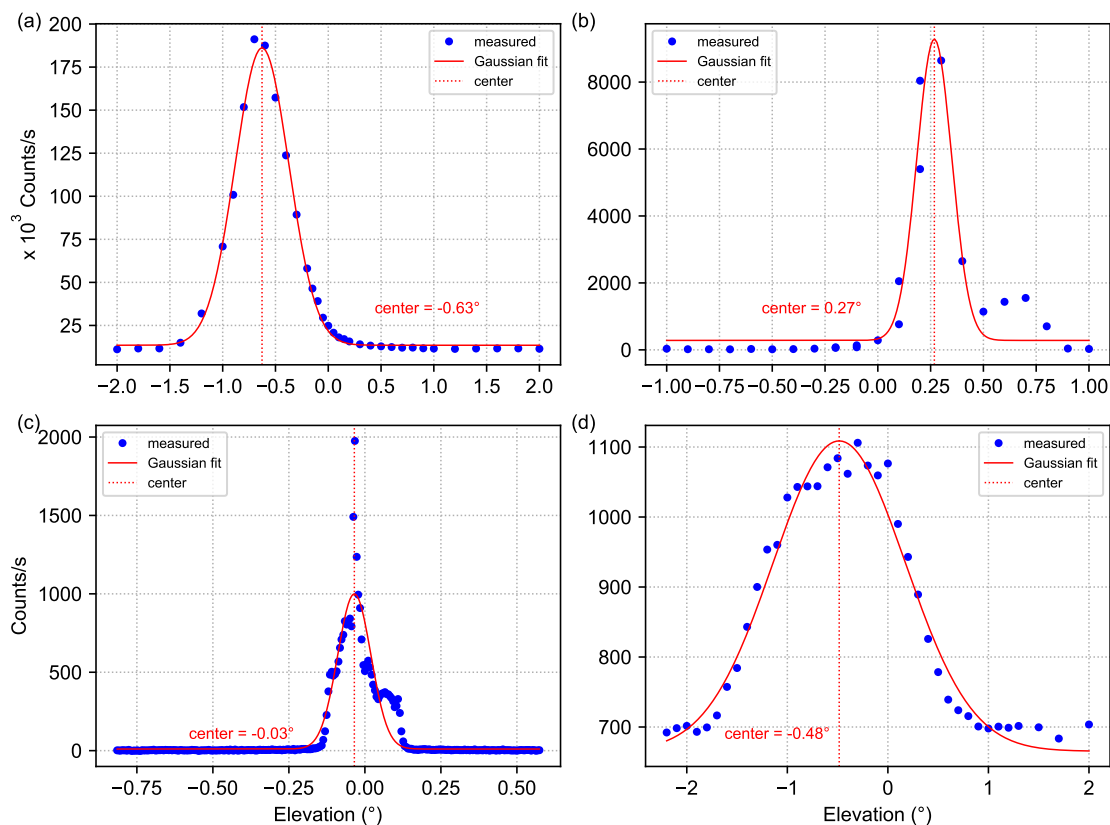 (a)
200
175
150
125
100
75
50
25
x 10³ Counts/s
measured
Gaussian fit
center
center = -0.63°
−2.0 −1.5 −1.0 −0.5 0.0 0.5 1.0 1.5 2.0
(b)
8000
6000
4000
2000
0
measured
Gaussian fit
center
center = 0.27°
−1.00 −0.75 −0.50 −0.25 0.00 0.25 0.50 0.75 1.00
(c)
2000
1500
1000
500
0
Counts/s
measured
Gaussian fit
center
center = -0.03°
−0.75 −0.50 −0.25 0.00 0.25 0.50
Elevation (°)
(d)
1100
1000
900
800
700
measured
Gaussian fit
center
center = -0.48°
−2 −1 0 1 2
Elevation (°)